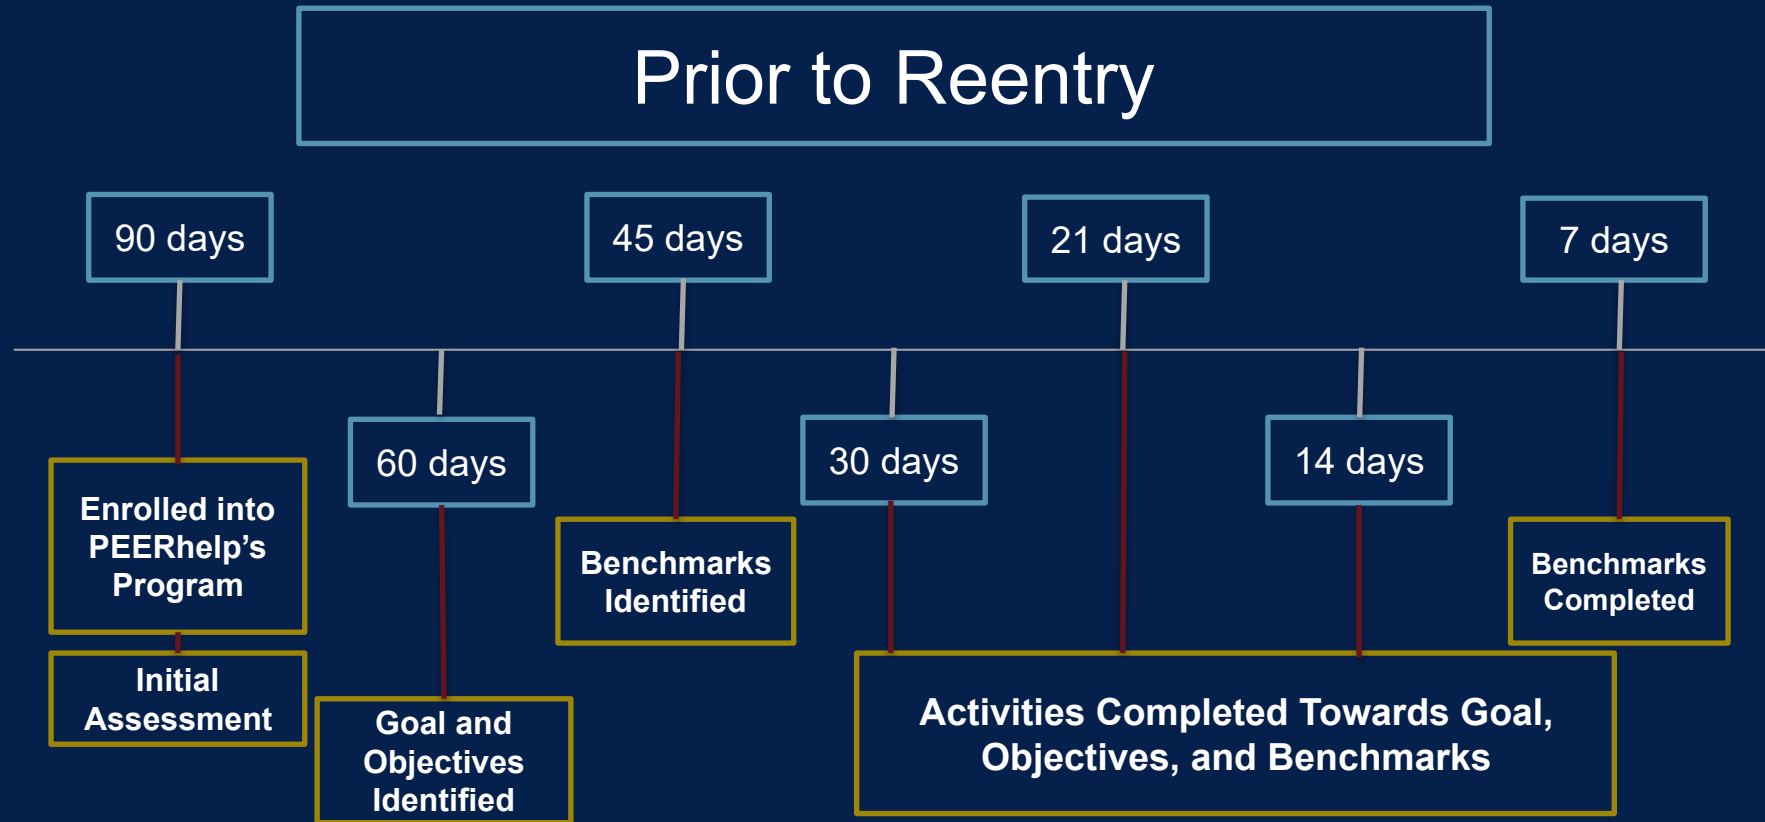 Prior to Reentry
90 days
45 days
21 days
7 days
60 days
30 days
14 days
Enrolled into
PEERhelp’s
Program
Initial
Assessment
Goal and
Objectives
Identified
Benchmarks
Identified
Activities Completed Towards Goal,
Objectives, and Benchmarks
Benchmarks
Completed